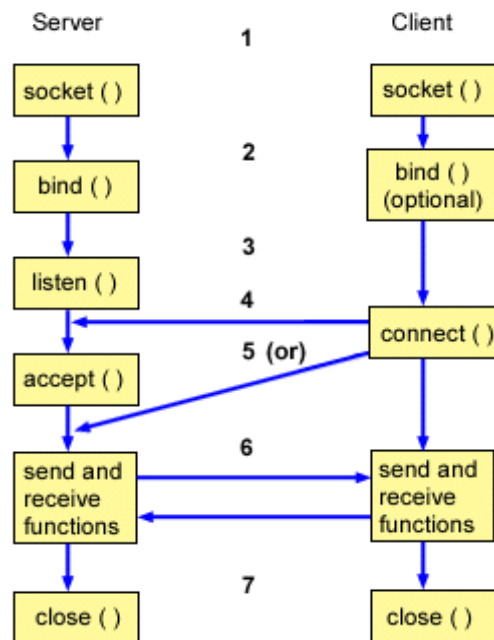 Server
1
Client
socket ( )
socket ( )
2
bind ( )
bind ( )
(optional)
3
listen ( )
4
connect ( )
5 (or)
accept ( )
6
send and
receive
functions
send and
receive
functions
7
close ( )
close ( )